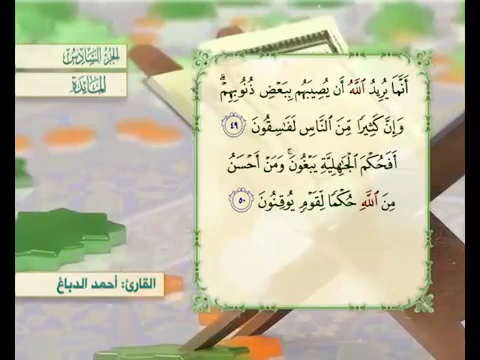 الجزء السادس
المائدة
أَنَّمَا يُرِيدُ اللَّهُ أَن يُصِيبَهُم بِبَعْضِ ذُنُوبِهِمْ ۗ
وَإِنَّ كَثِيرًا مِّنَ النَّاسِ لَفَاسِقُونَ ٤٩
أَفَحُكْمَ الْجَاهِلِيَّةِ يَبْغُونَ ۚ وَمَنْ أَحْسَنُ
مِنَ اللَّهِ حُكْمًا لِّقَوْمٍ يُوقِنُونَ ٥٠
القارئ: أحمد الدباغ